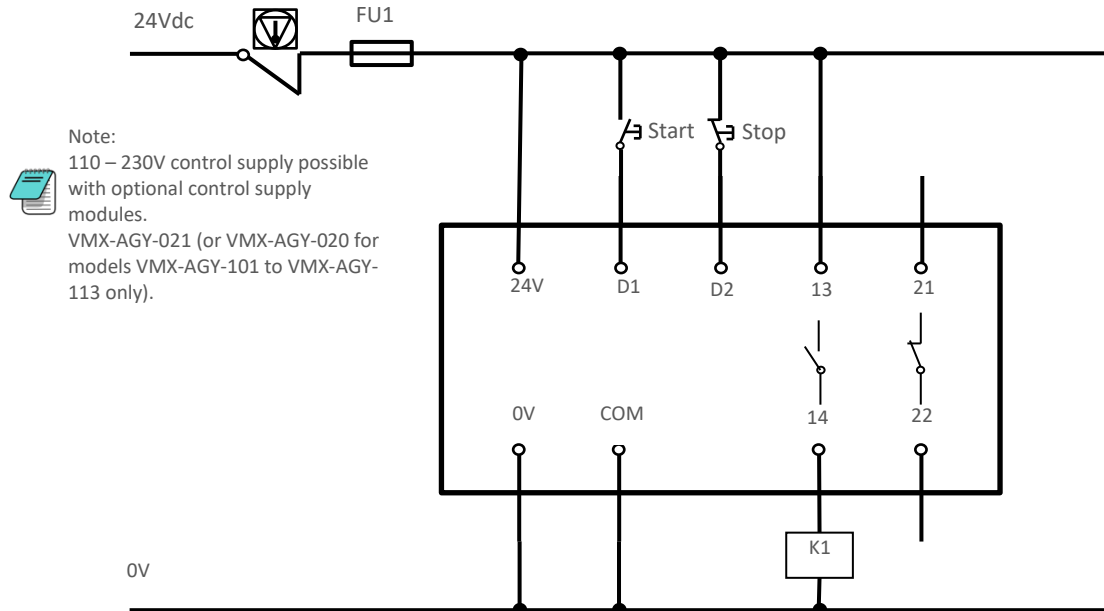 24Vdc
FU1
Note:
110 – 230V control supply possible
with optional control supply
modules.
VMX-AGY-021 (or VMX-AGY-020 for
models VMX-AGY-101 to VMX-AGY-
113 only).
Start
Stop
24V
D1
D2
13
21
0V
COM
14
22
K1
0V